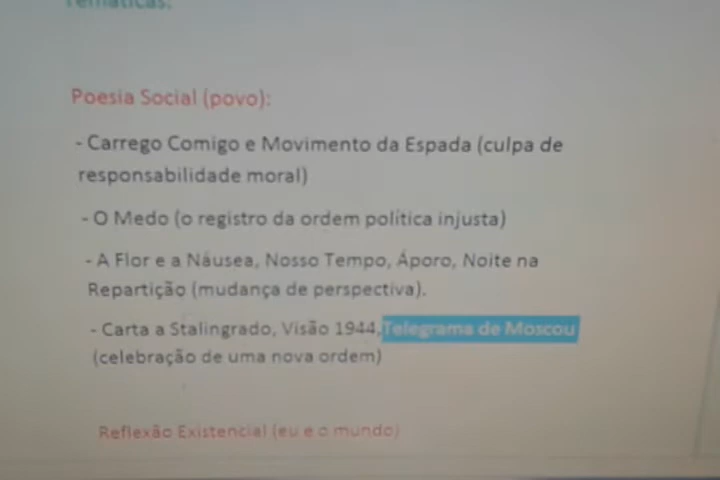 Temáticas:
Poesia Social (povo):
- Carrego Comigo e Movimento da Espada (culpa de
responsabilidade moral)
- O Medo (o registro da ordem política injusta)
- A Flor e a Náusea, Nosso Tempo, Áporo, Noite na
Repartição (mudança de perspectiva).
- Carta a Stalingrado, Visão 1944,Telegrama de Moscou
(celebração de uma nova ordem)
Reflexão Existencial (eu e o mundo)